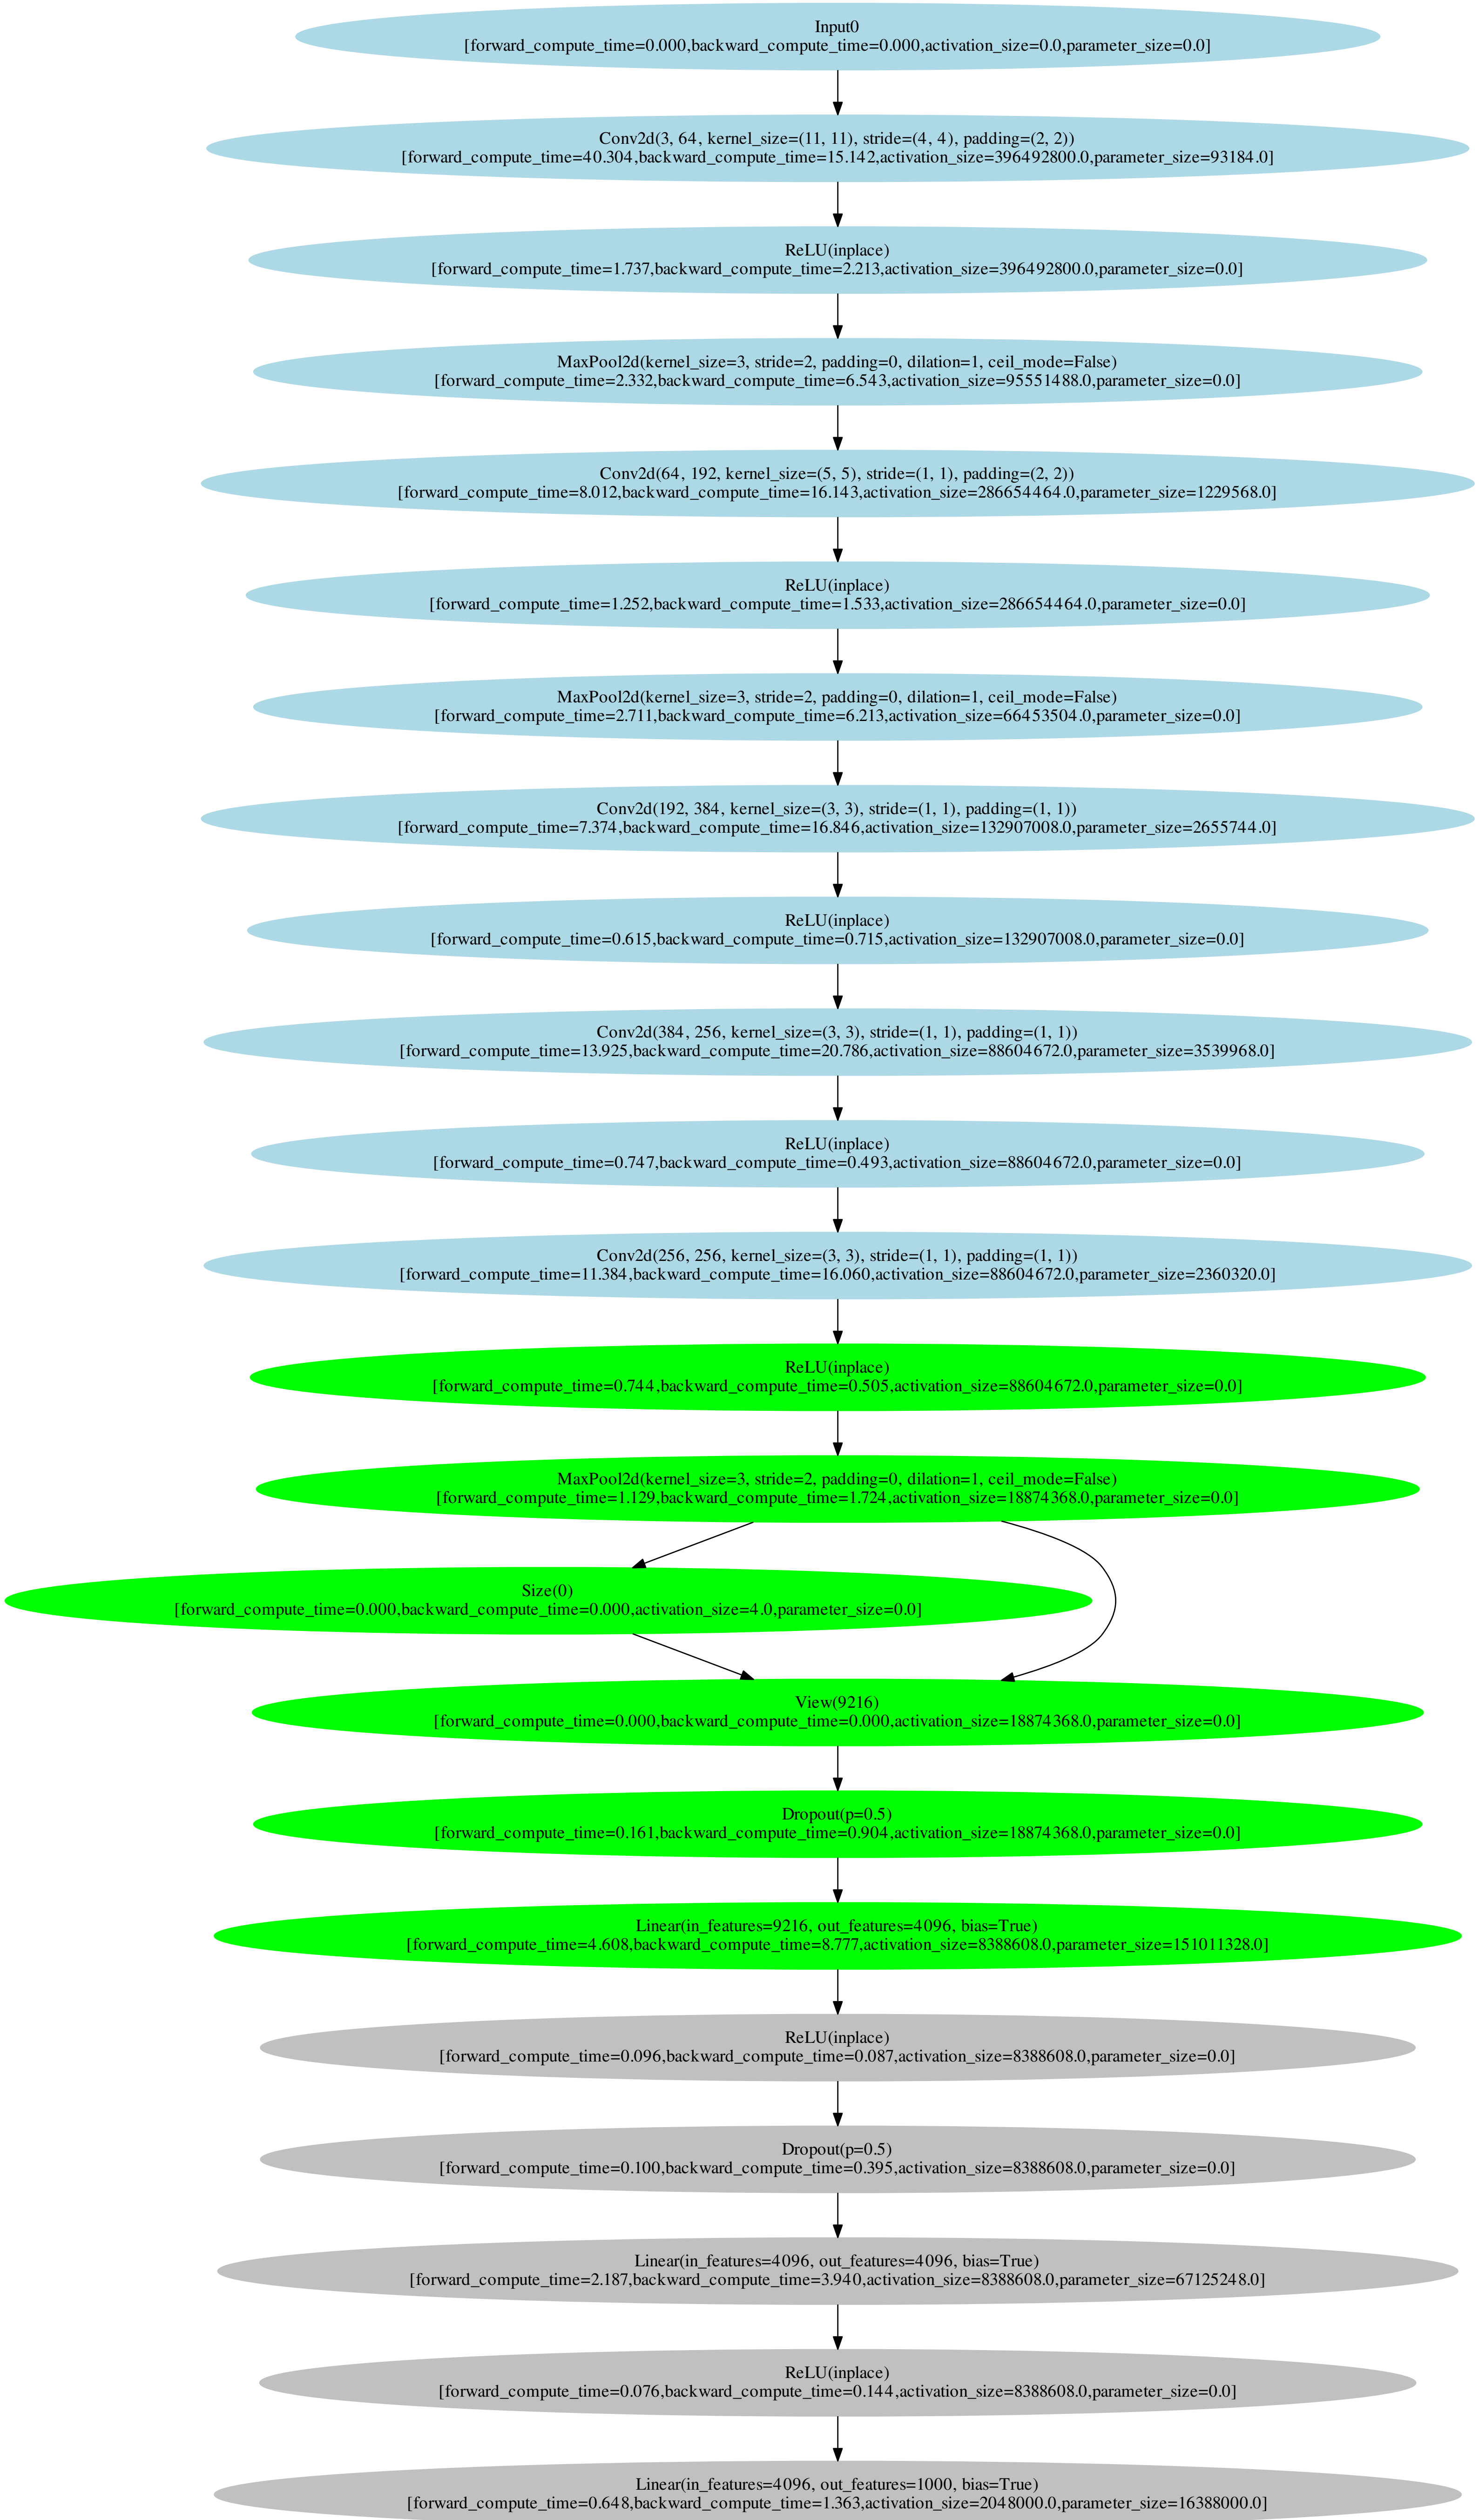 Input0
[forward_compute_time=0.000,backward_compute_time=0.000,activation_size=0.0,parameter_size=0.0]
Conv2d(3, 64, kernel_size=(11, 11), stride=(4, 4), padding=(2, 2))
[forward_compute_time=40.304,backward_compute_time=15.142,activation_size=396492800.0,parameter_size=93184.0]
ReLU(inplace)
[forward_compute_time=1.737,backward_compute_time=2.213,activation_size=396492800.0,parameter_size=0.0]
MaxPool2d(kernel_size=3, stride=2, padding=0, dilation=1, ceil_mode=False)
[forward_compute_time=2.332,backward_compute_time=6.543,activation_size=95551488.0,parameter_size=0.0]
Conv2d(64, 192, kernel_size=(5, 5), stride=(1, 1), padding=(2, 2))
[forward_compute_time=8.012,backward_compute_time=16.143,activation_size=286654464.0,parameter_size=1229568.0]
ReLU(inplace)
[forward_compute_time=1.252,backward_compute_time=1.533,activation_size=286654464.0,parameter_size=0.0]
MaxPool2d(kernel_size=3, stride=2, padding=0, dilation=1, ceil_mode=False)
[forward_compute_time=2.711,backward_compute_time=6.213,activation_size=66453504.0,parameter_size=0.0]
Conv2d(192, 384, kernel_size=(3, 3), stride=(1, 1), padding=(1, 1))
[forward_compute_time=7.374,backward_compute_time=16.846,activation_size=132907008.0,parameter_size=2655744.0]
ReLU(inplace)
[forward_compute_time=0.615,backward_compute_time=0.715,activation_size=132907008.0,parameter_size=0.0]
Conv2d(384, 256, kernel_size=(3, 3), stride=(1, 1), padding=(1, 1))
[forward_compute_time=13.925,backward_compute_time=20.786,activation_size=88604672.0,parameter_size=3539968.0]
ReLU(inplace)
[forward_compute_time=0.747,backward_compute_time=0.493,activation_size=88604672.0,parameter_size=0.0]
Conv2d(256, 256, kernel_size=(3, 3), stride=(1, 1), padding=(1, 1))
[forward_compute_time=11.384,backward_compute_time=16.060,activation_size=88604672.0,parameter_size=2360320.0]
ReLU(inplace)
[forward_compute_time=0.744,backward_compute_time=0.505,activation_size=88604672.0,parameter_size=0.0]
MaxPool2d(kernel_size=3, stride=2, padding=0, dilation=1, ceil_mode=False)
[forward_compute_time=1.129,backward_compute_time=1.724,activation_size=18874368.0,parameter_size=0.0]
Size(0)
[forward_compute_time=0.000,backward_compute_time=0.000,activation_size=4.0,parameter_size=0.0]
View(9216)
[forward_compute_time=0.000,backward_compute_time=0.000,activation_size=18874368.0,parameter_size=0.0]
Dropout(p=0.5)
[forward_compute_time=0.161,backward_compute_time=0.904,activation_size=18874368.0,parameter_size=0.0]
Linear(in_features=9216, out_features=4096, bias=True)
[forward_compute_time=4.608,backward_compute_time=8.777,activation_size=8388608.0,parameter_size=151011328.0]
ReLU(inplace)
[forward_compute_time=0.096,backward_compute_time=0.087,activation_size=8388608.0,parameter_size=0.0]
Dropout(p=0.5)
[forward_compute_time=0.100,backward_compute_time=0.395,activation_size=8388608.0,parameter_size=0.0]
Linear(in_features=4096, out_features=4096, bias=True)
[forward_compute_time=2.187,backward_compute_time=3.940,activation_size=8388608.0,parameter_size=67125248.0]
ReLU(inplace)
[forward_compute_time=0.076,backward_compute_time=0.144,activation_size=8388608.0,parameter_size=0.0]
Linear(in_features=4096, out_features=1000, bias=True)
[forward_compute_time=0.648,backward_compute_time=1.363,activation_size=2048000.0,parameter_size=16388000.0]